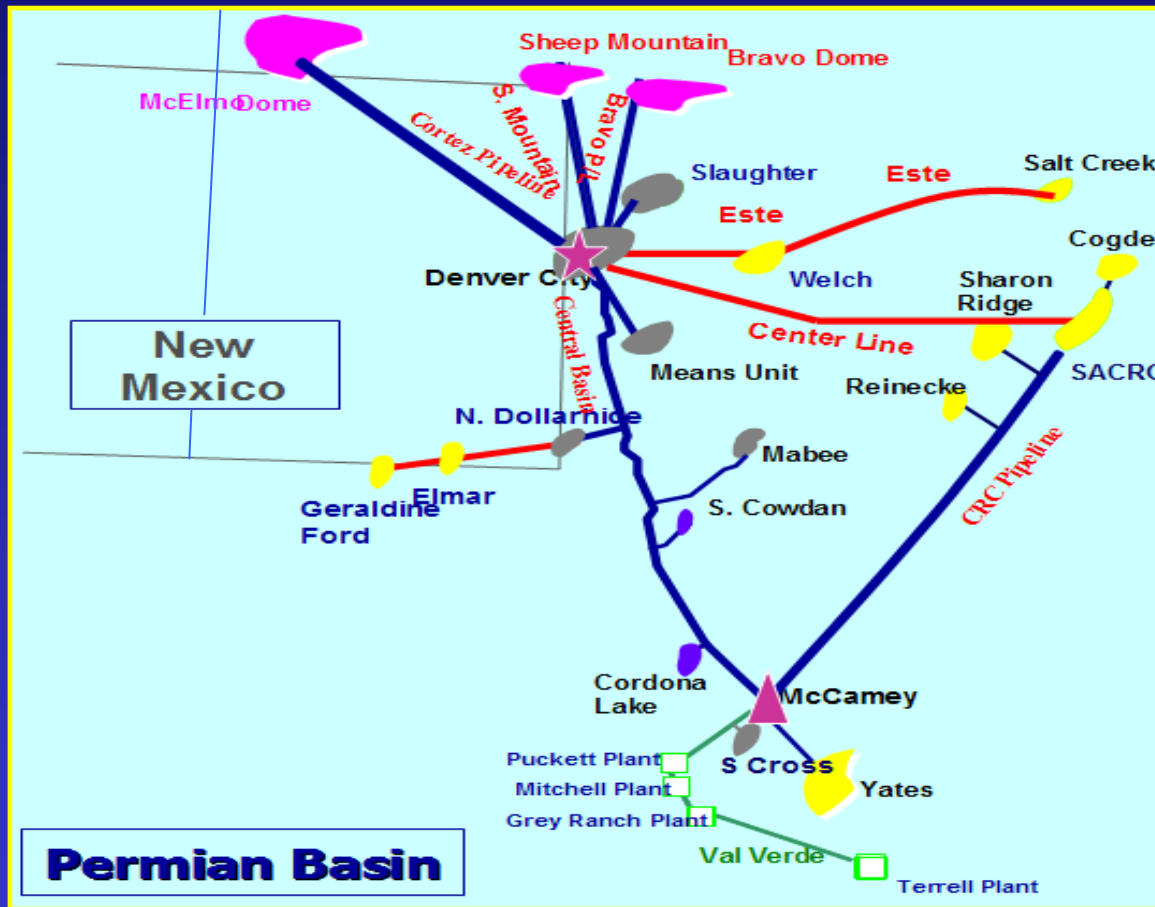 Sheep Mountain
Bravo Dome
McElmo Dome
Cortez Pipeline
S. Mountain
Bravo p/l
Slaughter
Este
Salt Creek
Este
Cogde
Denver City
Welch
Sharon
Ridge
Center Line
New
Mexico
Central Basin
Means Unit
Reinecke
SACRO
N. Dollarhide
Mabee
Geraldine
Ford
Elmar
S. Cowdan
CRC Pipeline
Cordona
Lake
McCamey
Puckett Plant
S Cross
Mitchell Plant
Yates
Grey Ranch Plant
Val Verde
Permian Basin
Terrell Plant